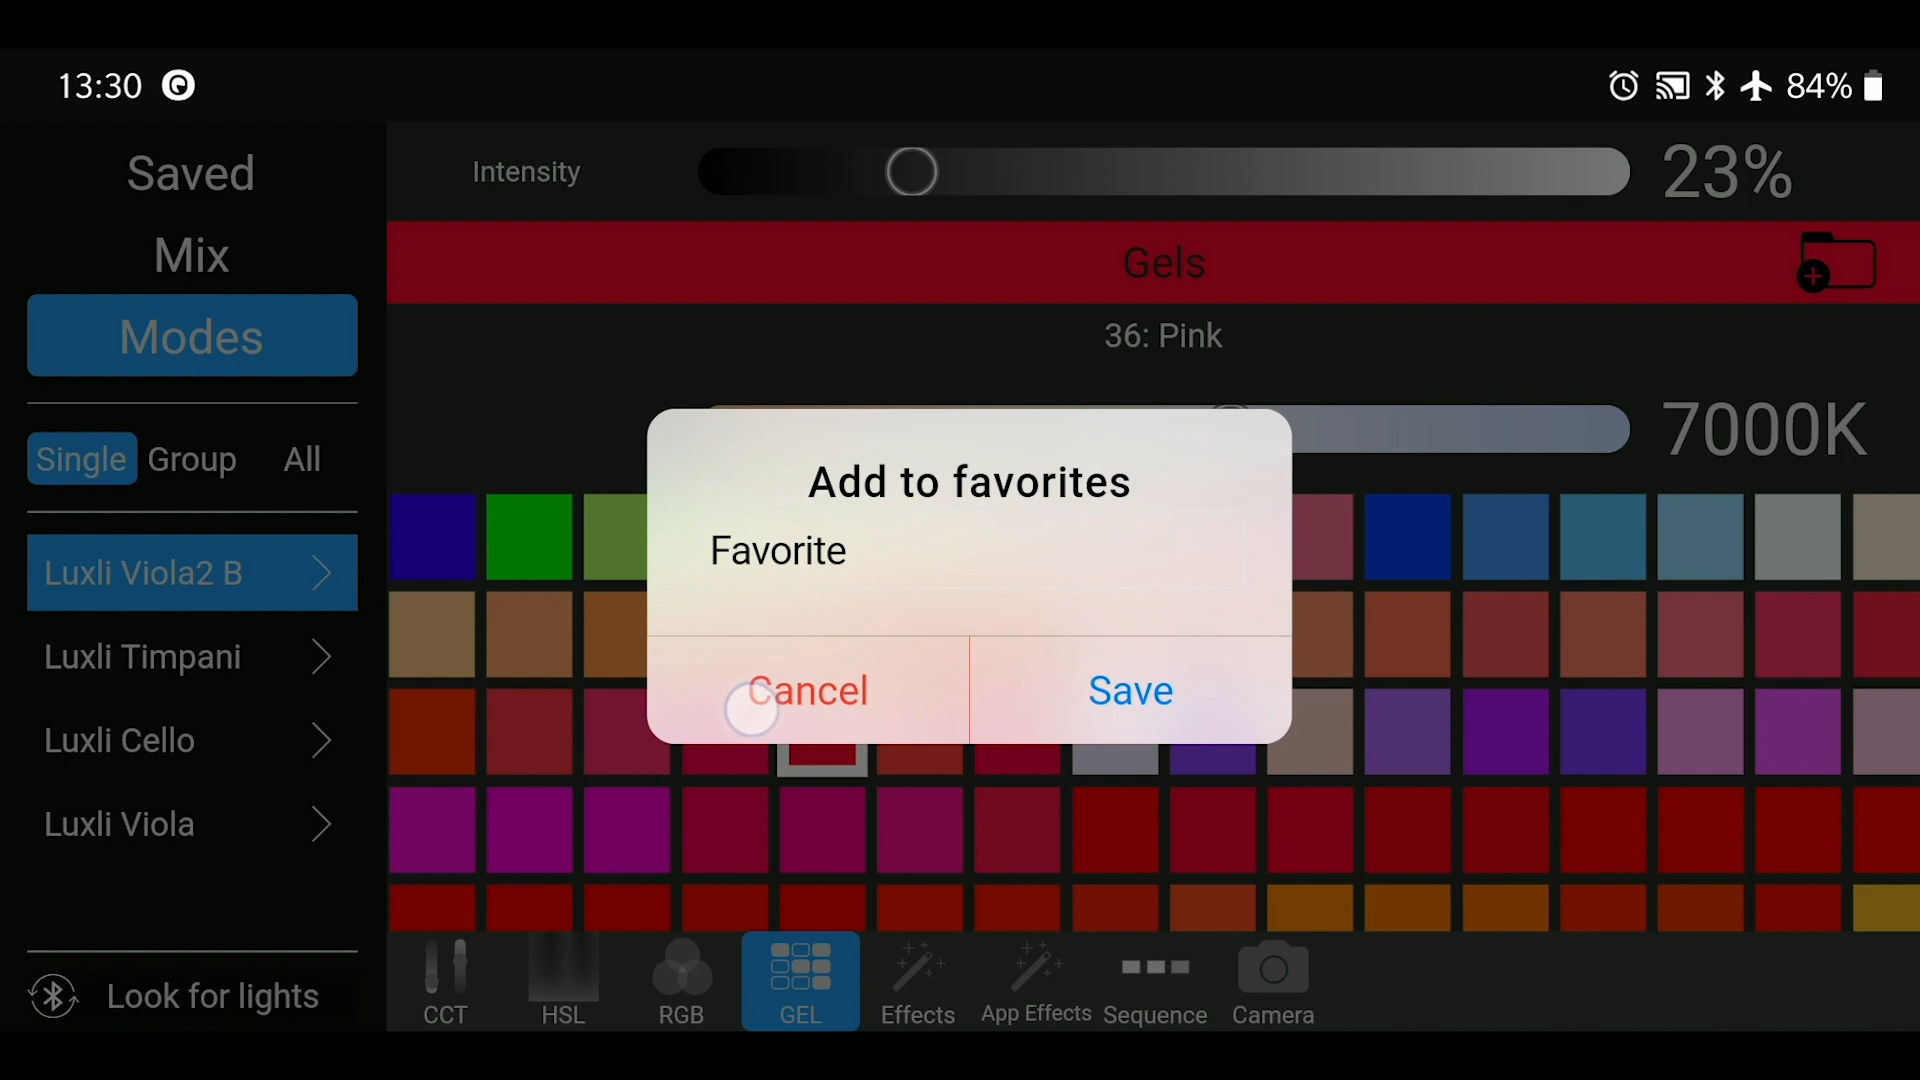 13:30
84%
Saved
Mix
Modes
Single Group All
Luxli Viola2 B
Luxli Timpani
Luxli Cello
Luxli Viola
Look for lights
Intensity
23%
Gels
36: Pink
7000K
Add to favorites
Favorite
Cancel
Save
CCT
HSL
RGB
GEL
Effects
App Effects
Sequence
Camera